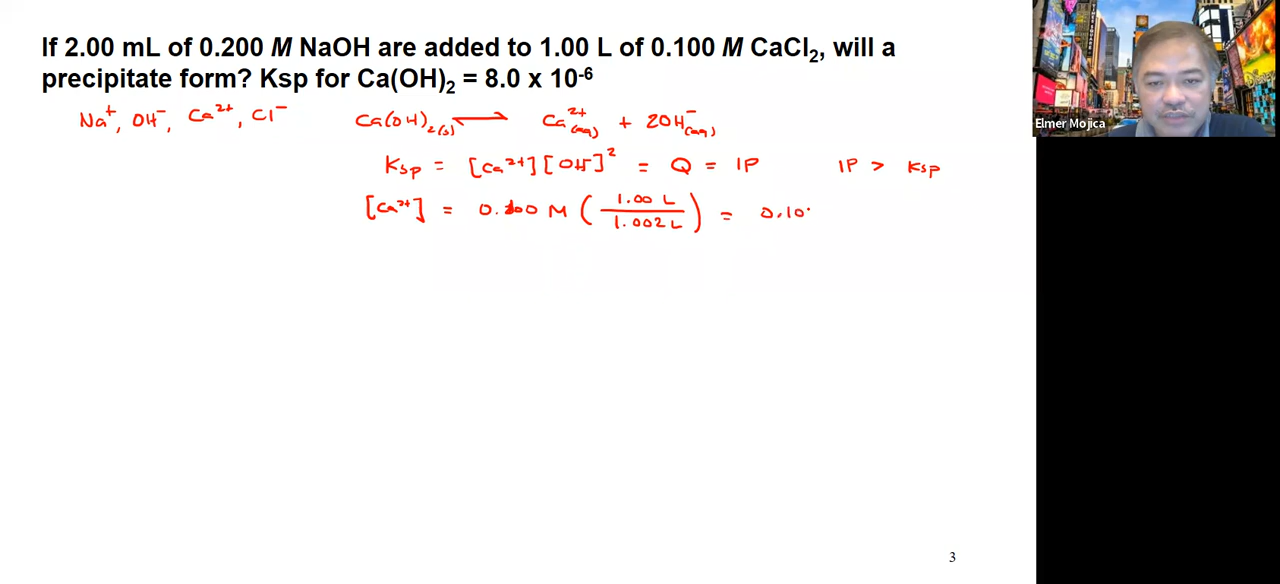 If 2.00 mL of 0.200 M NaOH are added to 1.00 L of 0.100 M CaCl₂, will a
precipitate form? Ksp for Ca(OH)₂ = 8.0 x 10⁻⁶
Na⁺, OH⁻, Ca²⁺, Cl⁻ Ca(OH)₂(s) ⇌ Ca²⁺(aq) + 2OH⁻(aq)
Ksp = [Ca²⁺][OH⁻]² = Q = IP IP > Ksp
[Ca²⁺] = 0.100 M (1.00 L / 1.002 L) = 0.10
Elmer Mojica
3